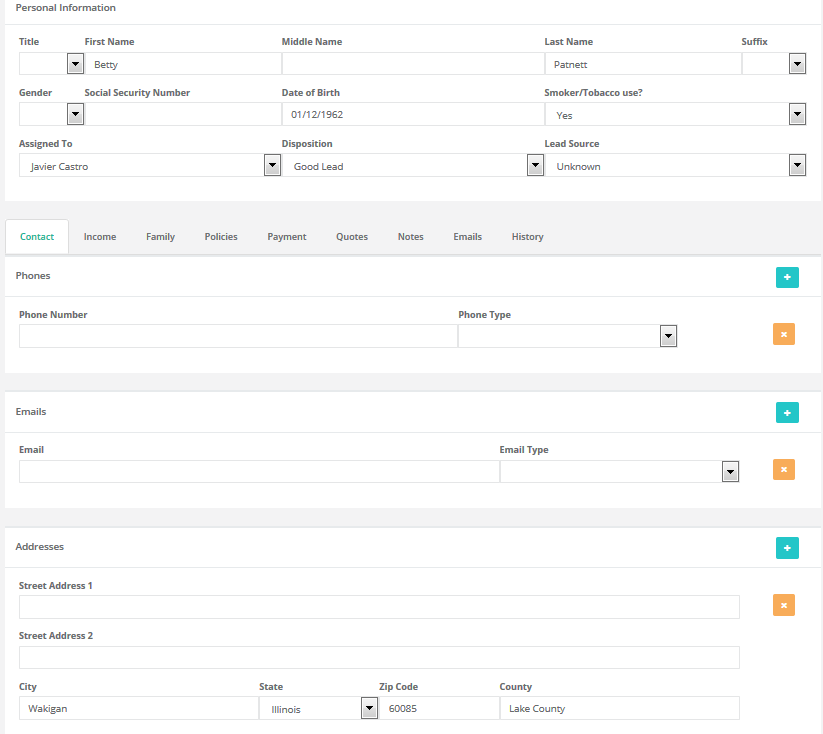 Personal Information
Title First Name Middle Name Last Name Suffix
Betty Patnett
Gender Social Security Number Date of Birth Smoker/Tobacco use?
01/12/1962 Yes
Assigned To Disposition Lead Source
Javier Castro Good Lead Unknown
Contact Income Family Policies Payment Quotes Notes Emails History
Phones
Phone Number Phone Type
Emails
Email Email Type
Addresses
Street Address 1
Street Address 2
City State Zip Code County
Wakigan Illinois 60085 Lake County